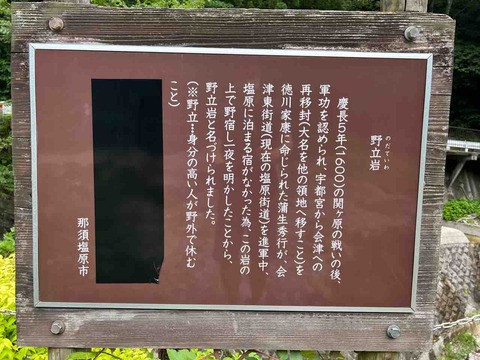 のだていわ
野立岩
慶長5年(1600)の関ヶ原の戦いの後、
軍功を認められ、宇都宮から会津への
再移封(大名を他の領地へ移すこと)を
徳川家康に命じられた蒲生秀行が、会
津東街道(現在の塩原街道)を進軍中、
塩原に泊まる宿がなかった為、この岩の
上で野宿し一夜を明かしたことから、
野立岩と名づけられました。
(※野立…身分の高い人が野外で休む
こと)
那須塩原市